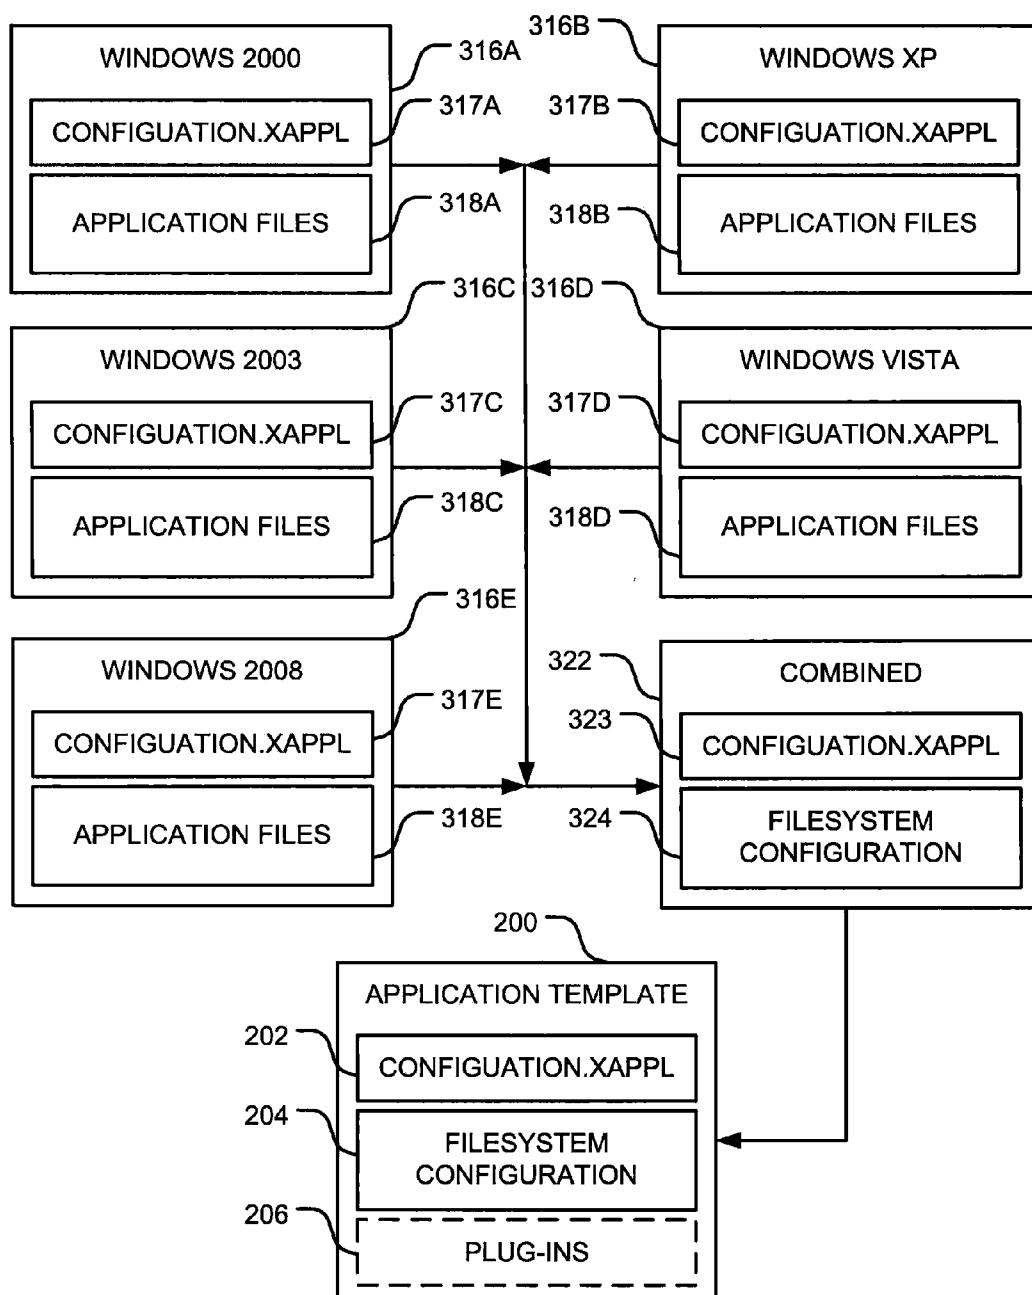 WINDOWS 2000
316A
CONFIGUATION.XAPPL
317A
APPLICATION FILES
318A
316B
WINDOWS XP
317B
CONFIGUATION.XAPPL
318B
APPLICATION FILES
316C
WINDOWS 2003
317C
CONFIGUATION.XAPPL
318C
APPLICATION FILES
316D
WINDOWS VISTA
317D
CONFIGUATION.XAPPL
318D
APPLICATION FILES
316E
WINDOWS 2008
317E
CONFIGUATION.XAPPL
APPLICATION FILES
318E
322
COMBINED
323
CONFIGUATION.XAPPL
324
FILESYSTEM
CONFIGURATION
200
APPLICATION TEMPLATE
202
CONFIGUATION.XAPPL
204
FILESYSTEM
CONFIGURATION
206
PLUG-INS